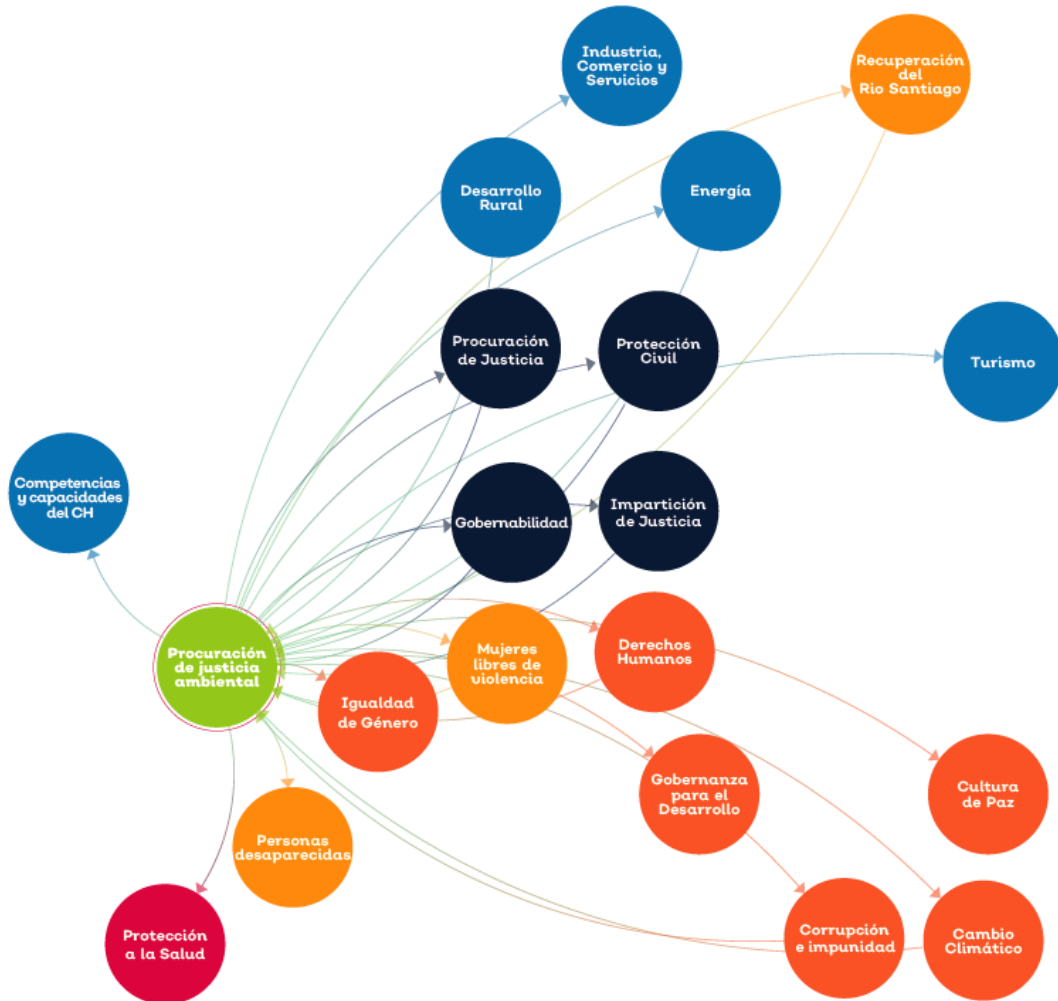 Industria,
Comercio y
Servicios
Recuperación
del
Rio Santiago
Desarrollo
Rural
Energía
Procuración
de Justicia
Protección
Civil
Turismo
Competencias
y capacidades
del CH
Gobernabilidad
Impartición
de Justicia
Procuración
de justicia
ambiental
Mujeres
libres de
violencia
Derechos
Humanos
Igualdad
de Género
Gobernanza
para el
Desarrollo
Cultura
de Paz
Personas
desaparecidas
Protección
a la Salud
Corrupción
e impunidad
Cambio
Climático